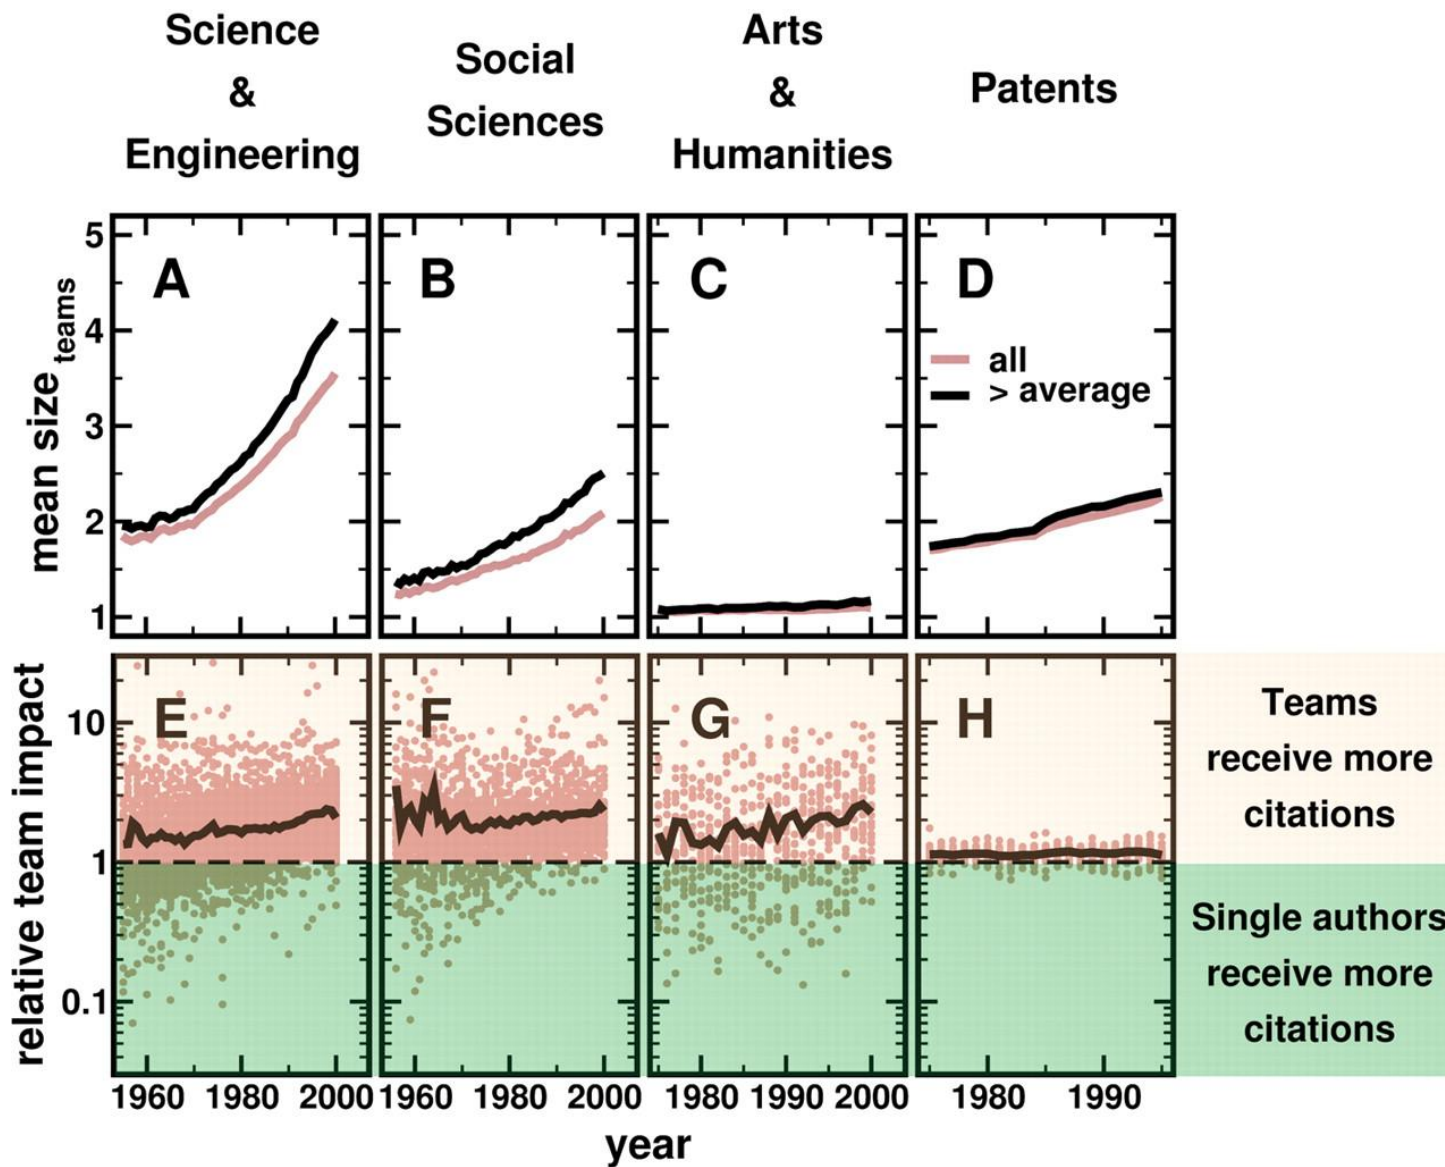 Science
&
Engineering
Social
Sciences
Arts
&
Humanities
Patents
mean size teams
5
4
3
2
1
A
B
C
D
all
> average
relative team impact
10
1
0.1
E
F
G
H
Teams
receive more
citations
Single authors
receive more
citations
1960 1980 2000
1960 1980 2000
1980 1990 2000
1980 1990
year